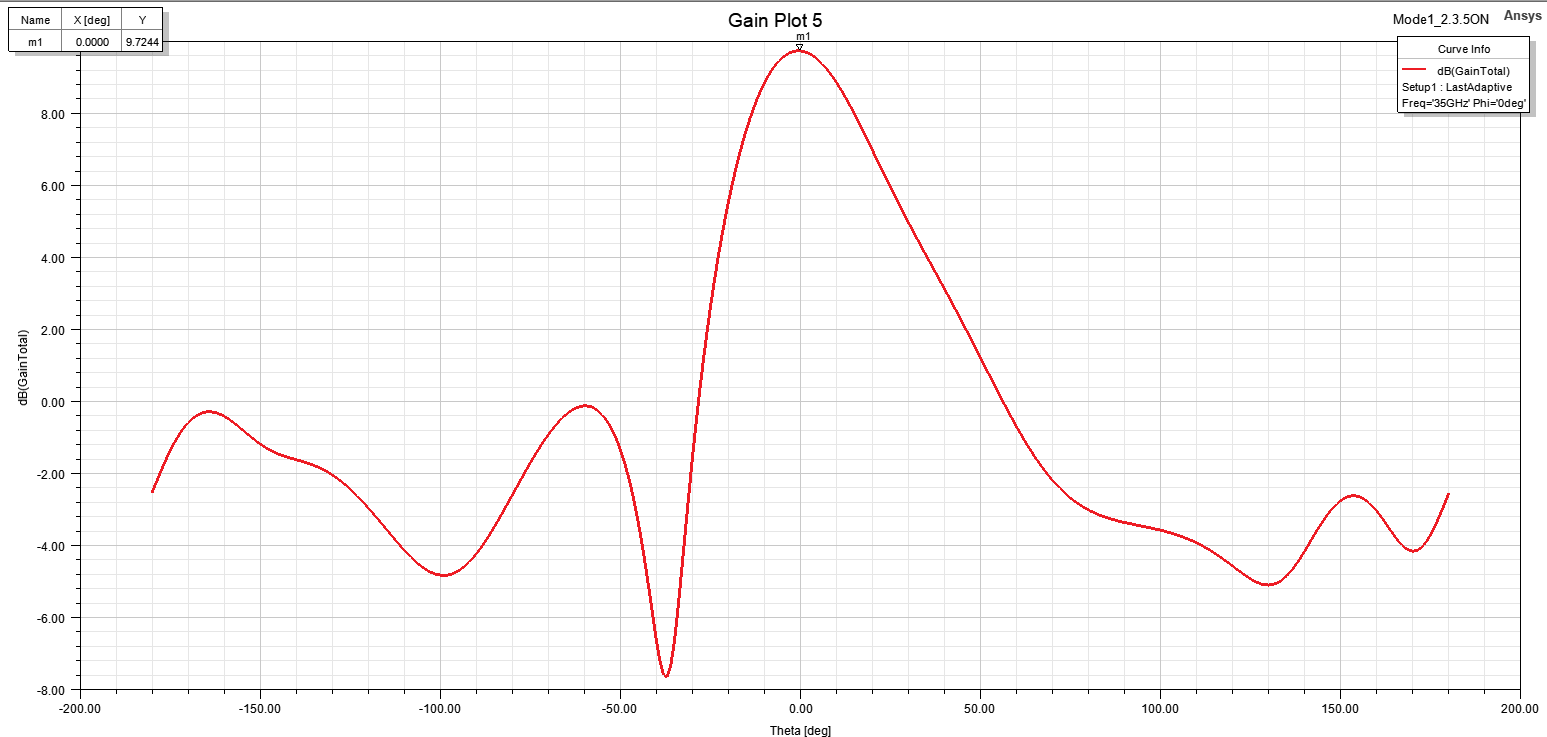 Gain Plot 5
Mode1_2.3.5ON
Ansys
Name X [deg] Y
m1 0.0000 9.7244
m1
Curve Info
dB(GainTotal)
Setup1 : LastAdaptive
Freq='35GHz' Phi='0deg'
8.00
6.00
4.00
2.00
0.00
-2.00
-4.00
-6.00
-8.00
dB(GainTotal)
-200.00 -150.00 -100.00 -50.00 0.00 50.00 100.00 150.00 200.00
Theta [deg]